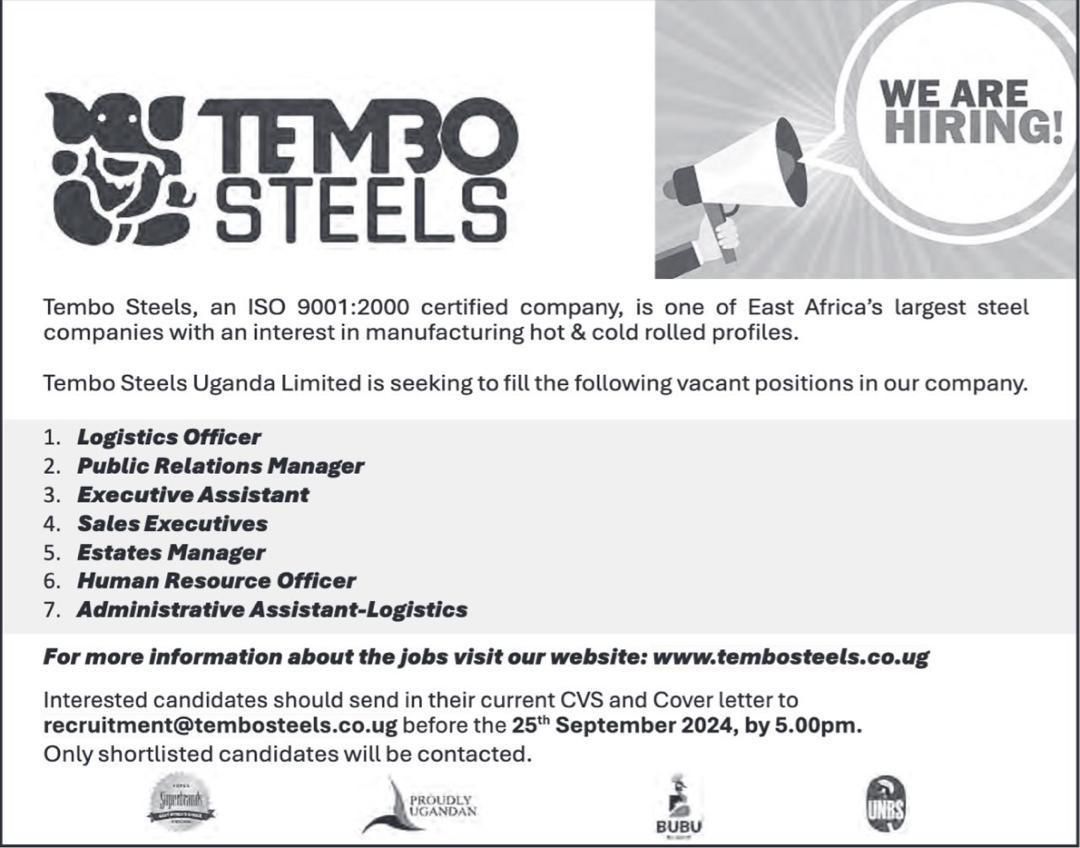 TEMBO
STEELS
WE ARE
HIRING!
Tembo Steels, an ISO 9001:2000 certified company, is one of East Africa’s largest steel
companies with an interest in manufacturing hot & cold rolled profiles.
Tembo Steels Uganda Limited is seeking to fill the following vacant positions in our company.
1. Logistics Officer
2. Public Relations Manager
3. Executive Assistant
4. Sales Executives
5. Estates Manager
6. Human Resource Officer
7. Administrative Assistant-Logistics
For more information about the jobs visit our website: www.tembosteels.co.ug
Interested candidates should send in their current CVS and Cover letter to
recruitment@tembosteels.co.ug before the 25th September 2024, by 5.00pm.
Only shortlisted candidates will be contacted.
Superbrands
PROUDLY
UGANDAN
BUBU
UNBS